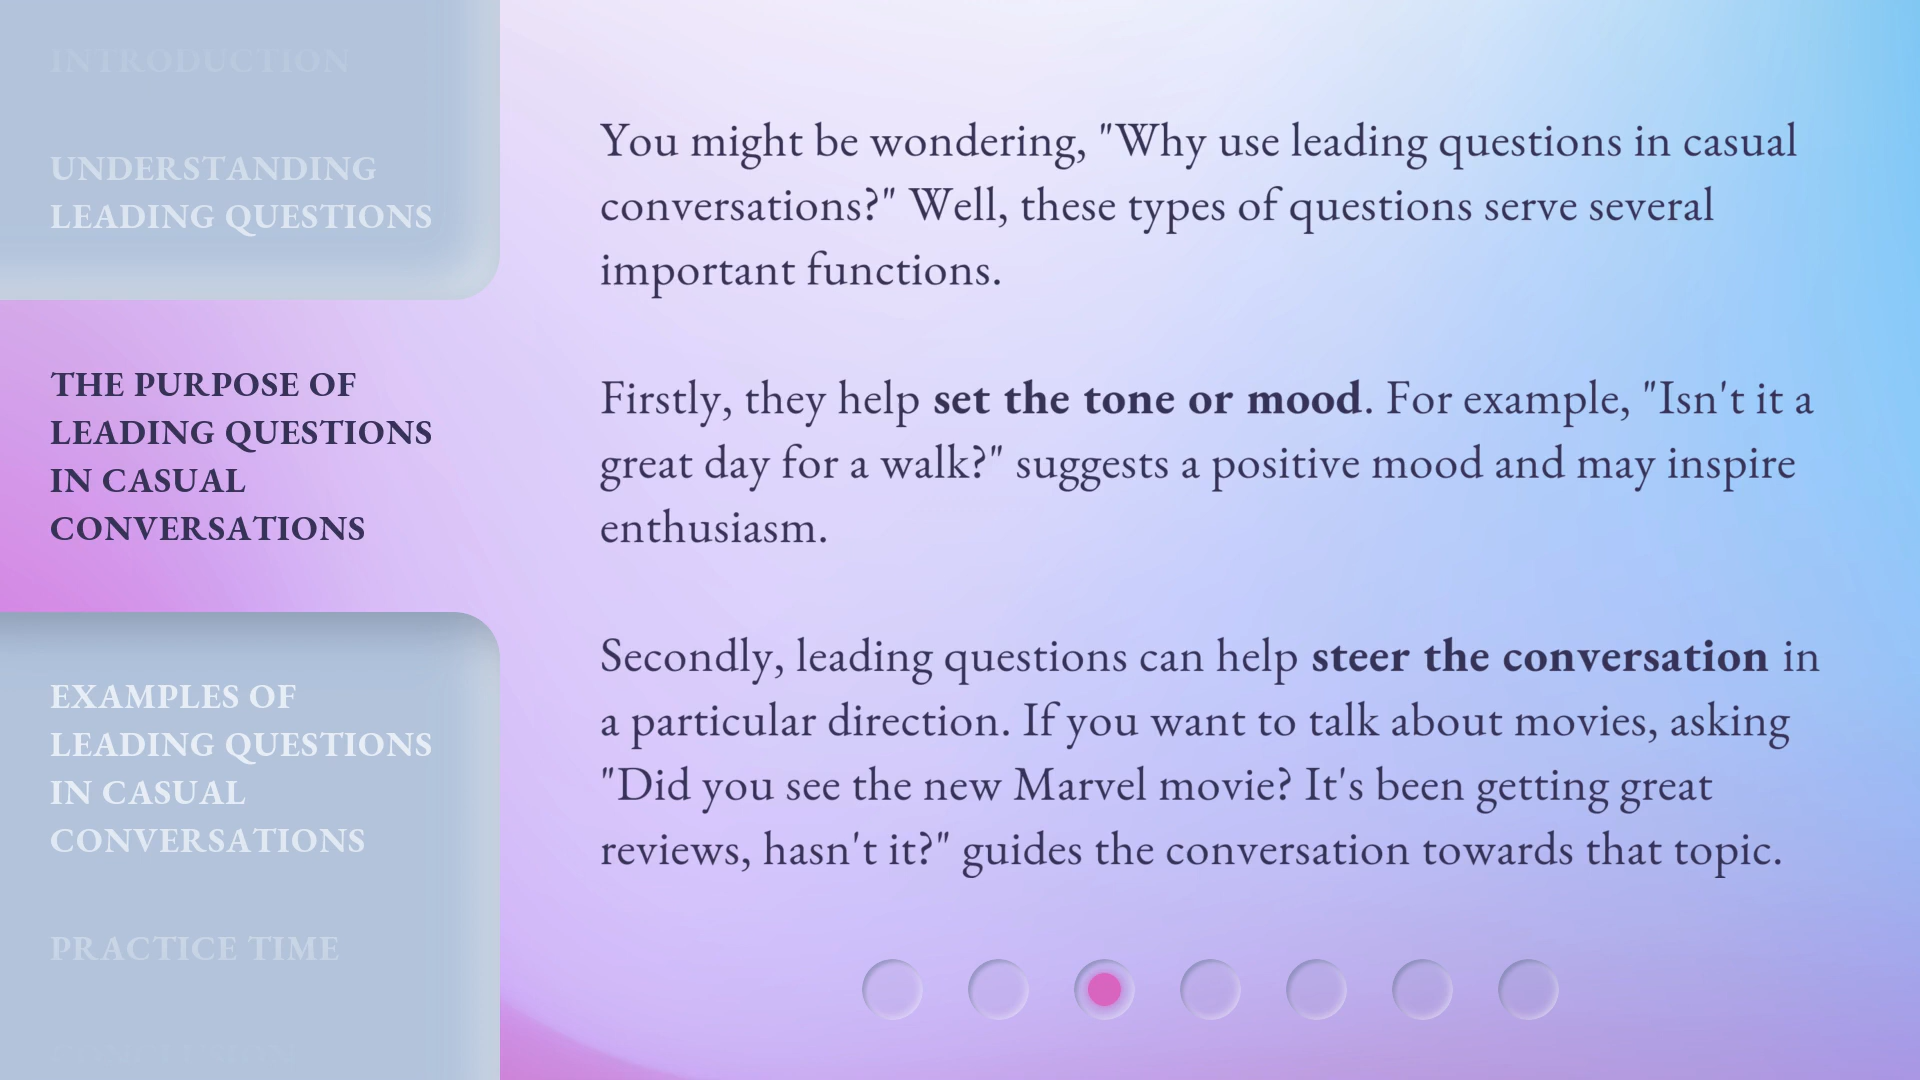 INTRODUCTION
UNDERSTANDING
LEADING QUESTIONS
THE PURPOSE OF
LEADING QUESTIONS
IN CASUAL
CONVERSATIONS
EXAMPLES OF
LEADING QUESTIONS
IN CASUAL
CONVERSATIONS
PRACTICE TIME
You might be wondering, "Why use leading questions in casual
conversations?" Well, these types of questions serve several
important functions.
Firstly, they help set the tone or mood. For example, "Isn't it a
great day for a walk?" suggests a positive mood and may inspire
enthusiasm.
Secondly, leading questions can help steer the conversation in
a particular direction. If you want to talk about movies, asking
"Did you see the new Marvel movie? It's been getting great
reviews, hasn't it?" guides the conversation towards that topic.